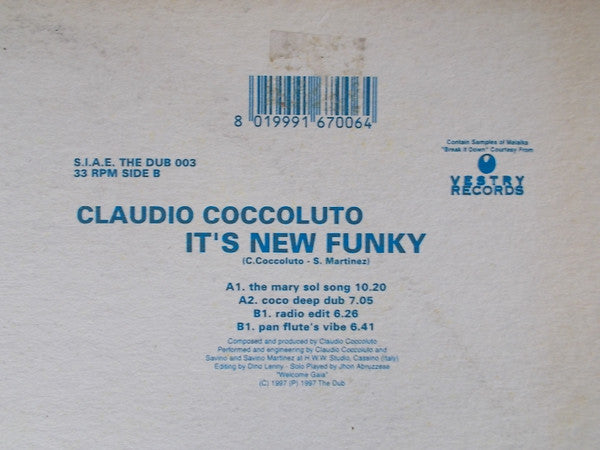 8 019991 670064
S.I.A.E. THE DUB 003
33 RPM SIDE B
Contain Samples of Malaika
"Break it Down" Courtesy From
VESTRY
RECORDS
CLAUDIO COCCOLUTO
IT'S NEW FUNKY
(C.Coccoluto - S. Martinez)
A1. the mary sol song 10.20
A2. coco deep dub 7.05
B1. radio edit 6.26
B1. pan flute's vibe 6.41
Composed and produced by Claudio Coccoluto
Performed and engineering by Claudio Coccoluto and
Savino and Savino Martinez at H.W.W. Studio, Cassino (Italy)
Editing by Dino Lenny - Solo Played by Jhon Abruzzese
"Welcome Gaia"
(C) 1997 (P) 1997 The Dub